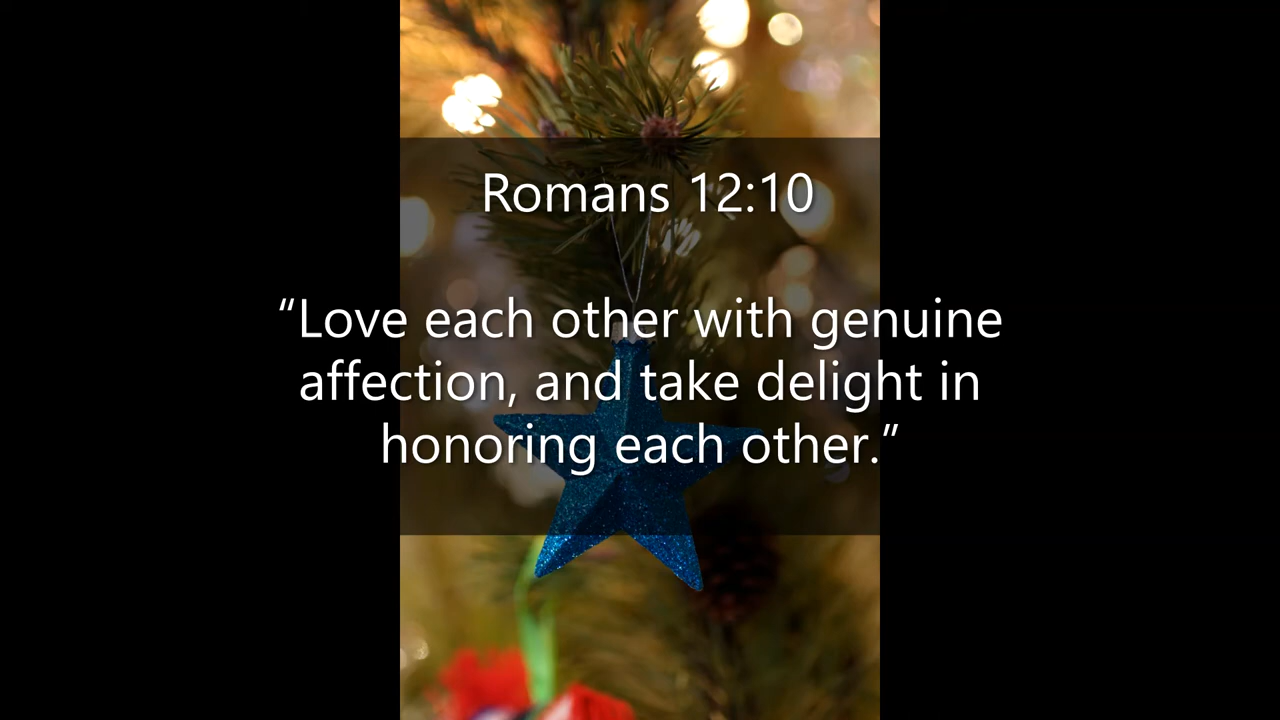 Romans 12:10
“Love each other with genuine
affection, and take delight in
honoring each other.”